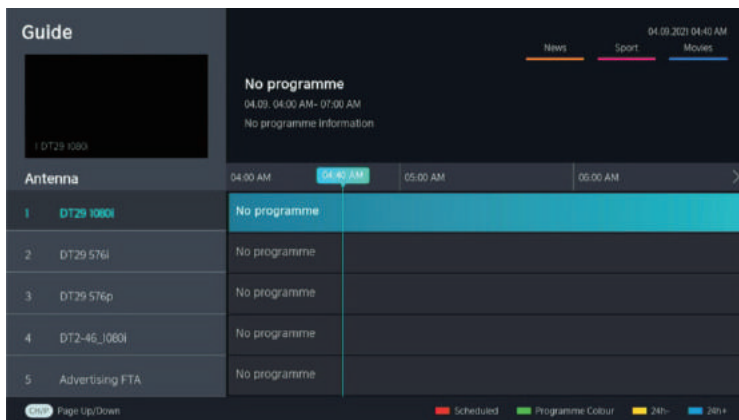 Guide
04.09.2021 04:40 AM
News Sport Movies
No programme
04.09. 04:00 AM- 07:00 AM
No programme information
1 DT29 1080i
Antenna
04:00 AM 04:40 AM 05:00 AM 06:00 AM
1 DT29 1080i No programme
2 DT29 576i No programme
3 DT29 576p No programme
4 DT2-46_1080i No programme
5 Advertising FTA No programme
CH/P Page Up/Down Scheduled Programme Colour 24h- 24h+